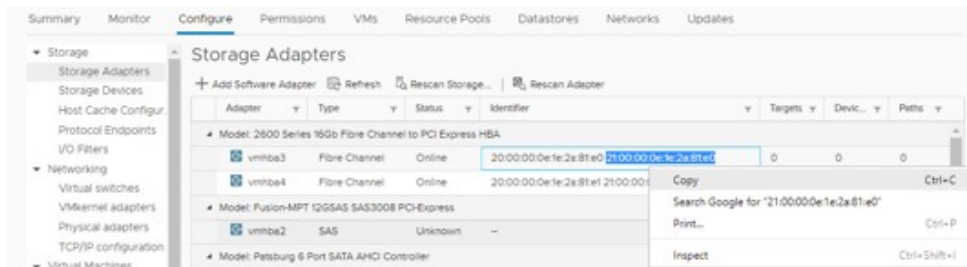 Summary Monitor Configure Permissions VMs Resource Pools Datastores Networks Updates
Storage
Storage Adapters
Storage Devices
Host Cache Configur.
Protocol Endpoints
I/O Filters
Networking
Virtual switches
VMkernel adapters
Physical adapters
TCP/IP configuration
Virtual Machines
Storage Adapters
Add Software Adapter Refresh Rescan Storage... Rescan Adapter
Adapter Type Status Identifier Targets Devic... Paths
Model: 2600 Series 16Gb Fibre Channel to PCI Express HBA
vmhba3 Fibre Channel Online 20:00:00:0e:1e:2a:81:e0 21:00:00:0e:1e:2a:81:e0 0 0 0
vmhba4 Fibre Channel Online 20:00:00:0e:1e:2a:81:e1 21:00:00:
Model: Fusion-MPT 12GSAS SAS3008 PCI-Express
vmhba2 SAS Unknown --
Model: Patsburg 6 Port SATA AHCI Controller
Copy Ctrl+C
Search Google for "21:00:00:0e:1e:2a:81:e0"
Print... Ctrl+P
Inspect Ctrl+Shift+I